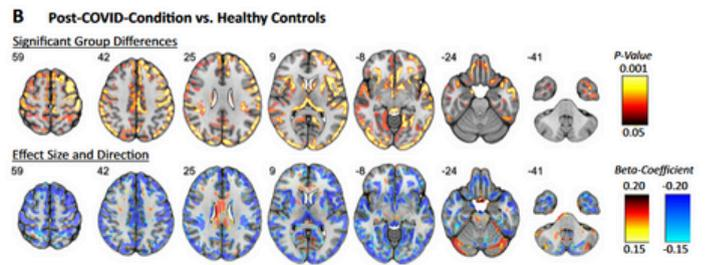 B Post-COVID-Condition vs. Healthy Controls
Significant Group Differences
59 42 25 9 -8 -24 -41
P-Value
0.001
0.05
Effect Size and Direction
59 42 25 9 -8 -24 -41
Beta-Coefficient
0.20 -0.20
0.15 -0.15